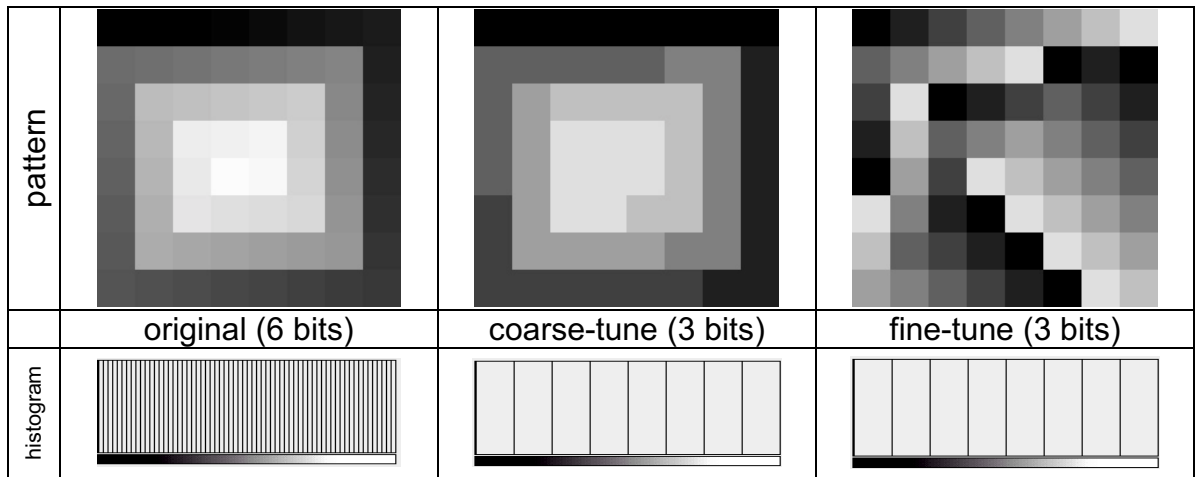 pattern
original (6 bits)
coarse-tune (3 bits)
fine-tune (3 bits)
histogram